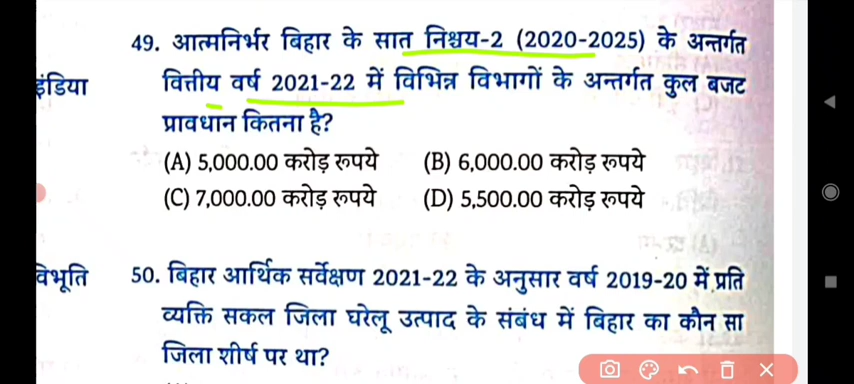 49. आत्मनिर्भर बिहार के सात निश्चय-2 (2020-2025) के अन्तर्गत
इंडिया
वित्तीय वर्ष 2021-22 में विभिन्न विभागों के अन्तर्गत कुल बजट
प्रावधान कितना है?
(A) 5,000.00 करोड़ रूपये (B) 6,000.00 करोड़ रूपये
(C) 7,000.00 करोड़ रूपये (D) 5,500.00 करोड़ रूपये
विभूति
50. बिहार आर्थिक सर्वेक्षण 2021-22 के अनुसार वर्ष 2019-20 में प्रति
व्यक्ति सकल जिला घरेलू उत्पाद के संबंध में बिहार का कौन सा
जिला शीर्ष पर था?